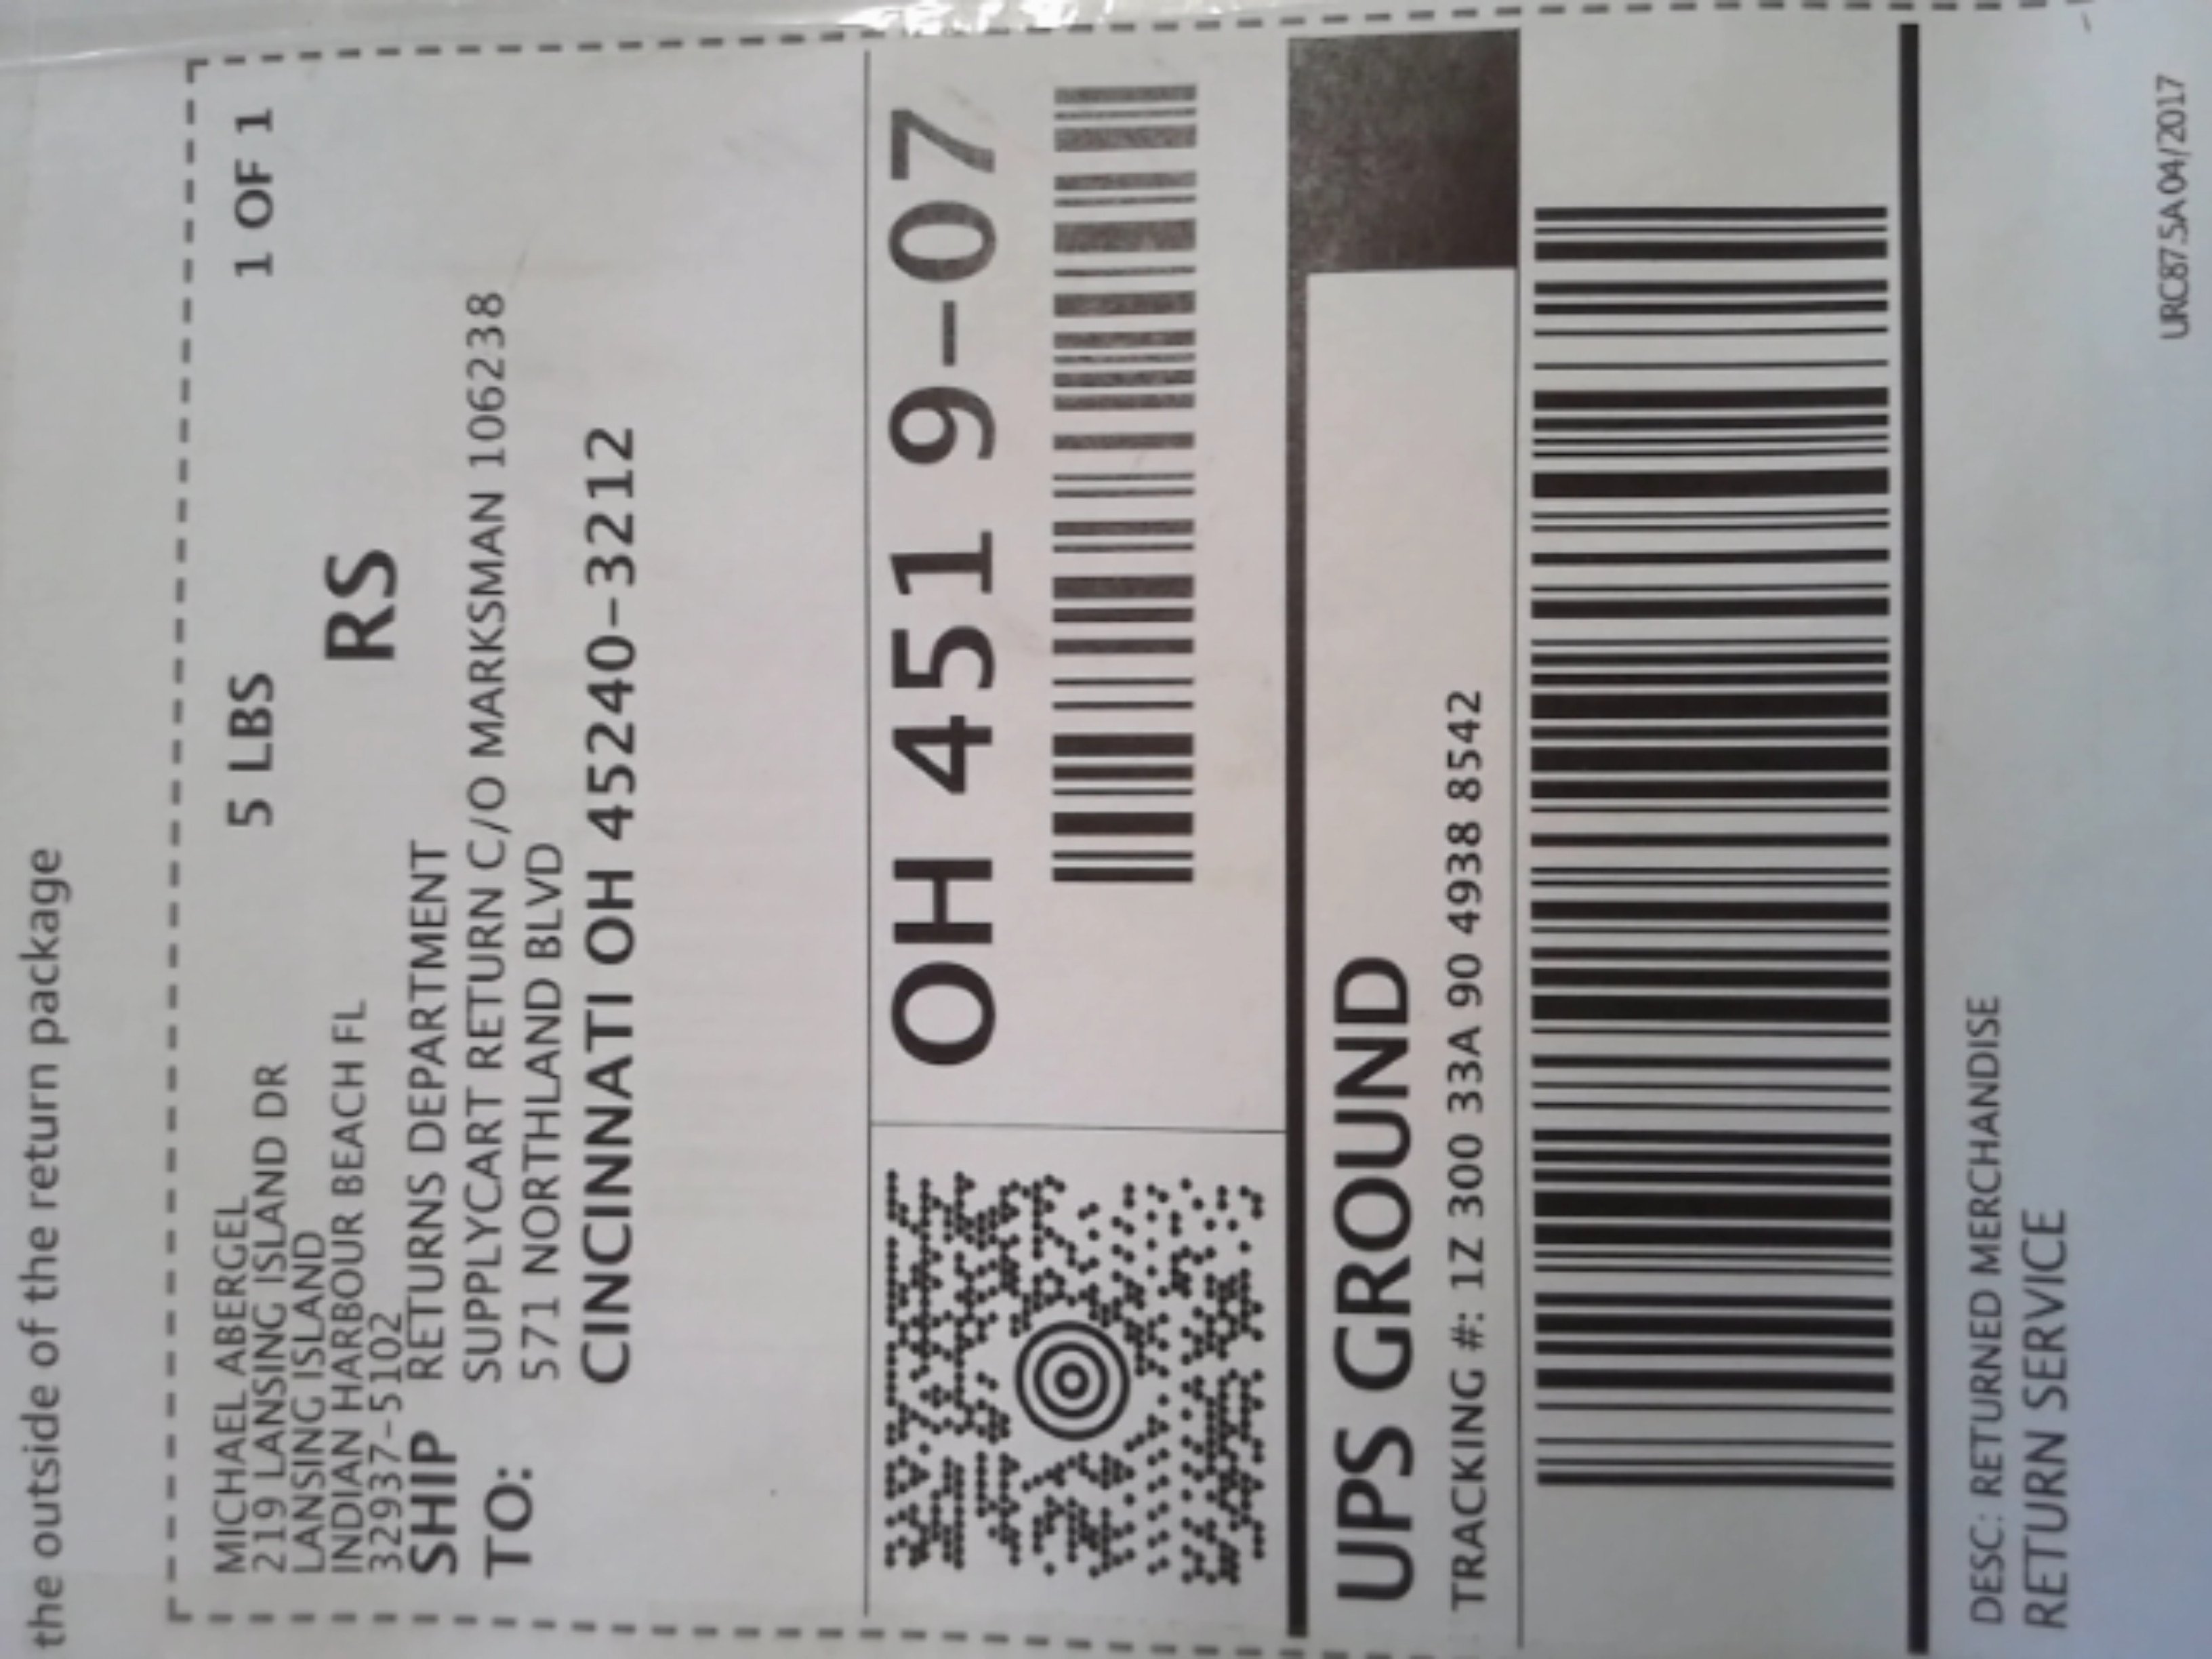 the outside of the return package
5 LBS
1 OF 1
MICHAEL ABERGEL
219 LANSING ISLAND DR
LANSING ISLAND
INDIAN HARBOUR BEACH FL
32937-5102
RS
SHIP
TO:
RETURNS DEPARTMENT
SUPPLYCART RETURN C/O MARKSMAN 106238
571 NORTHLAND BLVD
CINCINNATI OH 45240-3212
OH 451 9-07
UPS GROUND
TRACKING #: 1Z 300 33A 90 4938 8542
DESC: RETURNED MERCHANDISE
RETURN SERVICE
URC87.5A 04/2017